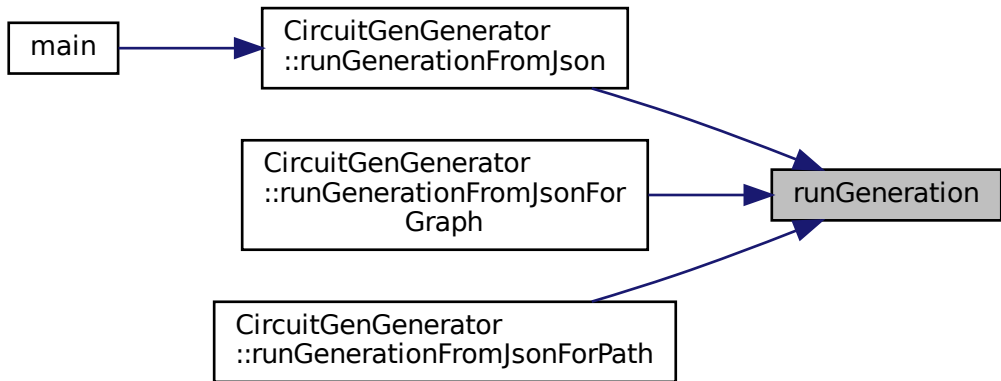 main
CircuitGenGenerator
::runGenerationFromJson
CircuitGenGenerator
::runGenerationFromJsonFor
Graph
runGeneration
CircuitGenGenerator
::runGenerationFromJsonForPath